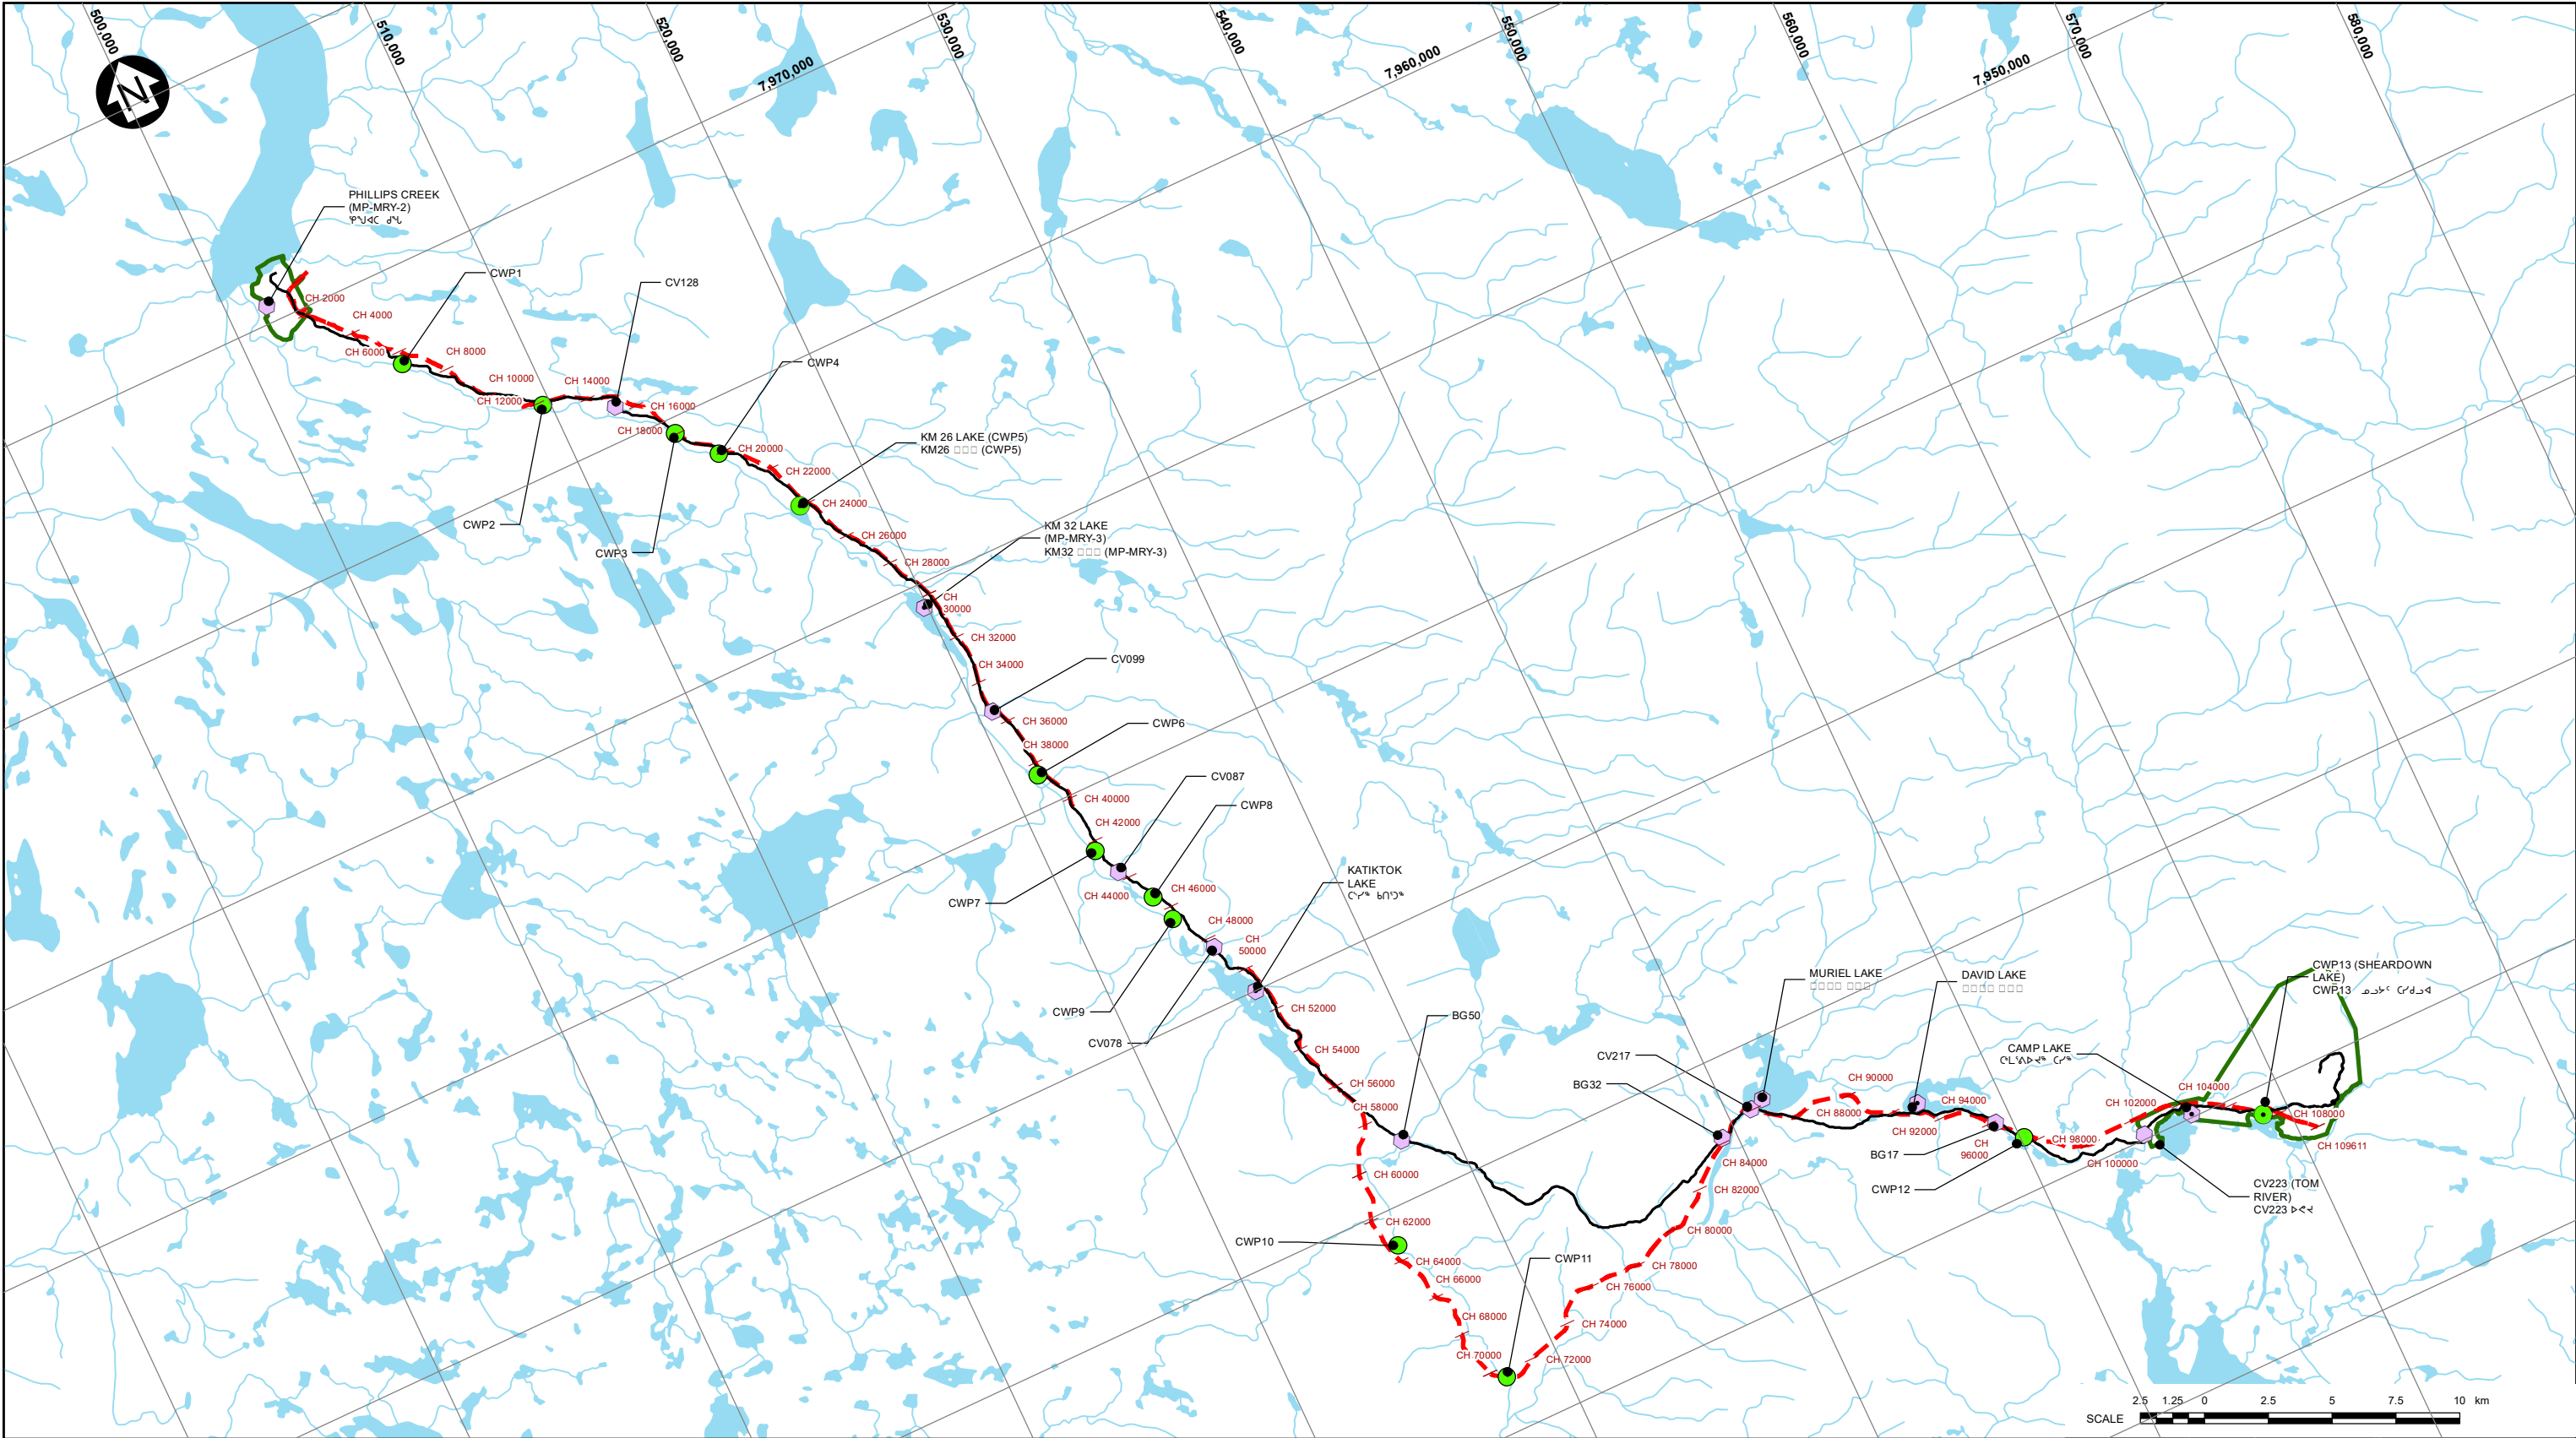 500,000
510,000
520,000
530,000
540,000
550,000
560,000
570,000
580,000
7,970,000
7,960,000
7,950,000
N
PHILLIPS CREEK
(MP-MRY-2)
CWP1
CV128
CH 2000
CH 4000
CH 6000
CH 8000
CWP4
CH 10000
CH 12000
CH 14000
CH 16000
CH 18000
CH 20000
CH 22000
CH 24000
KM 26 LAKE (CWP5)
KM26 □□□ (CWP5)
CWP2
CWP3
CH 26000
CH 28000
KM 32 LAKE
(MP-MRY-3)
KM32 □□□ (MP-MRY-3)
CH
30000
CH 32000
CH 34000
CV099
CH 36000
CWP6
CH 38000
CH 40000
CV087
CWP8
CH 42000
CWP7
CH 44000
CH 46000
KATIKTOK
LAKE
CH 48000
CH
50000
CWP9
CH 52000
CV078
CH 54000
BG50
CH 56000
CH 58000
CH 60000
CH 62000
CWP10
CH 64000
CH 66000
CWP11
CH 68000
CH 70000
CH 72000
CH 74000
CH 76000
CH 78000
CH 80000
CH 82000
CH 84000
CV217
BG32
MURIEL LAKE
□□□□ □□□
DAVID LAKE
□□□□ □□□
CH 88000
CH 90000
CH 92000
CH 94000
BG17
CH
96000
CWP12
CH 98000
CH 100000
CAMP LAKE
CH 102000
CH 104000
CWP13 (SHEARDOWN
LAKE)
CWP13
CH 108000
CH 109611
CV223 (TOM
RIVER)
CV223
SCALE
2.5 1.25 0 2.5 5 7.5 10 km